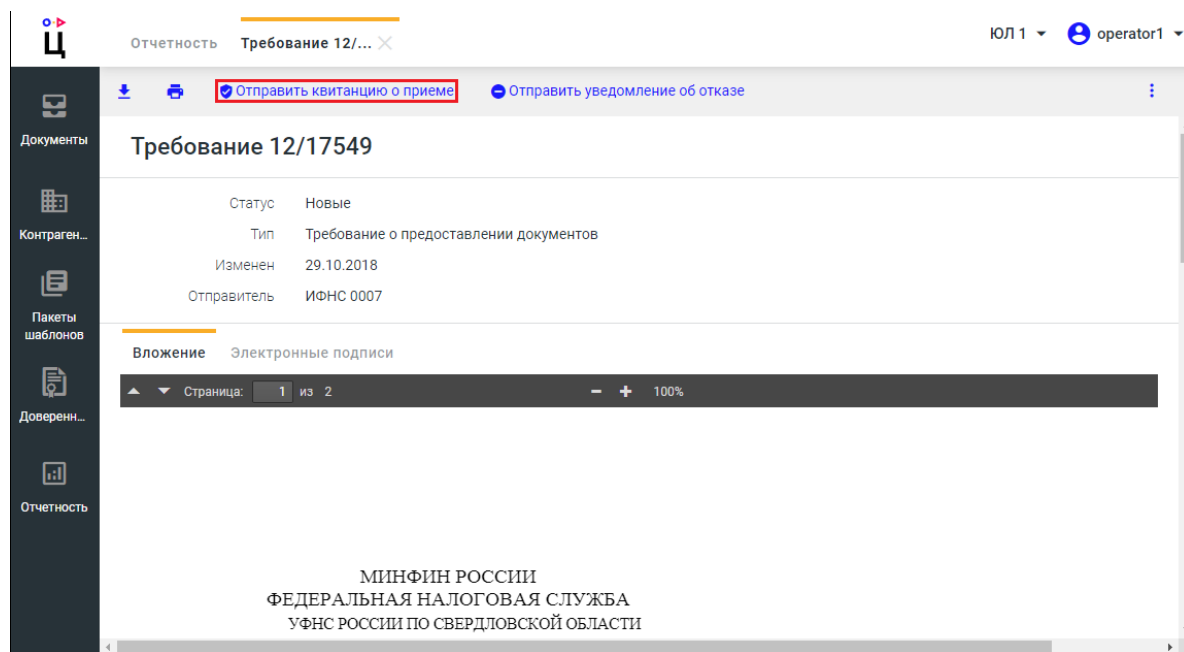 Ц
Отчетность Требование 12/...
ЮЛ 1 operator1
Отправить квитанцию о приеме Отправить уведомление об отказе
Документы
Контраген...
Пакеты
шаблонов
Доверенн...
Отчетность
Требование 12/17549
Статус Новые
Тип Требование о предоставлении документов
Изменен 29.10.2018
Отправитель ИФНС 0007
Вложение Электронные подписи
Страница: 1 из 2 100%
МИНФИН РОССИИ
ФЕДЕРАЛЬНАЯ НАЛОГОВАЯ СЛУЖБА
УФНС РОССИИ ПО СВЕРДЛОВСКОЙ ОБЛАСТИ